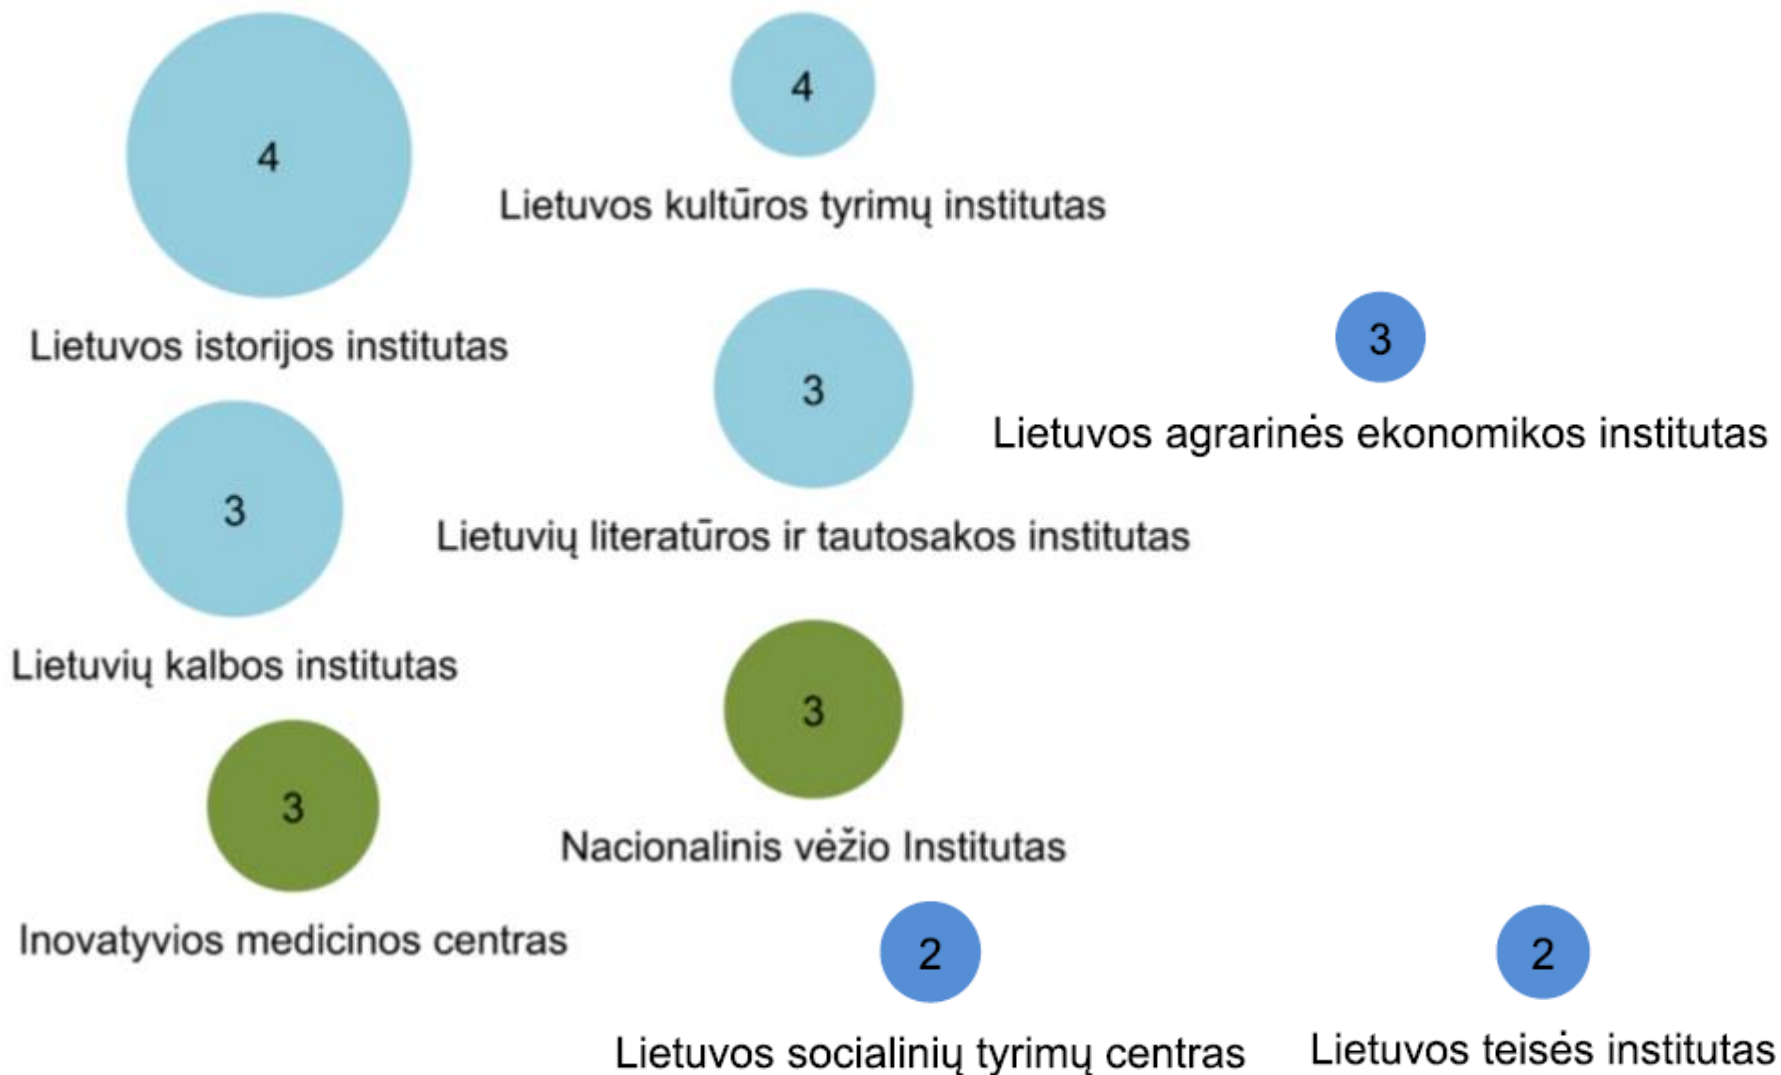 4
Lietuvos istorijos institutas
4
Lietuvos kultūros tyrimų institutas
3
Lietuvių literatūros ir tautosakos institutas
3
Lietuvos agrarinės ekonomikos institutas
3
Lietuvių kalbos institutas
3
Nacionalinis vėžio Institutas
3
Inovatyvios medicinos centras
2
Lietuvos socialinių tyrimų centras
2
Lietuvos teisės institutas